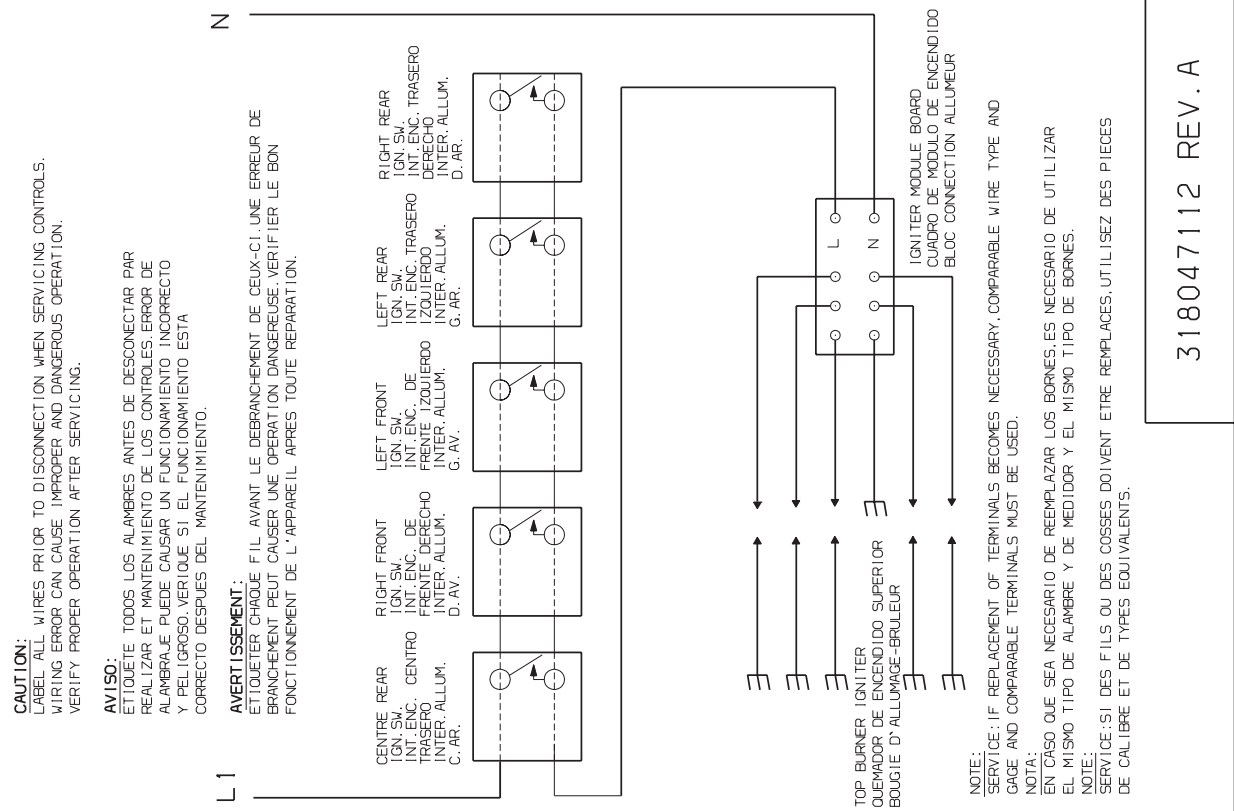 CAUTION:
LABEL ALL WIRES PRIOR TO DISCONNECTION WHEN SERVICING CONTROLS.
WIRING ERROR CAN CAUSE IMPROPER AND DANGEROUS OPERATION.
VERIFY PROPER OPERATION AFTER SERVICING.
AVISO:
ETIQUETE TODOS LOS ALAMBRES ANTES DE DESCONECTAR PAR
REALIZAR ET MANTENIMIENTO DE LOS CONTROLES.ERROR DE
ALAMBRAJE PUEDE CAUSAR UN FUNCIONAMIENTO INCORRECTO
Y PELIGROSO.VERIQUE SI EL FUNCIONAMIENTO ESTA
CORRECTO DESPUES DEL MANTENIMIENTO.
AVERTISSEMENT:
ETIQUETER CHAQUE FIL AVANT LE DEBRANCHEMENT DE CEUX-CI.UNE ERREUR DE
BRANCHEMENT PEUT CAUSER UNE OPERATION DANGEREUSE.VERIFIER LE BON
FONCTIONNEMENT DE L'APPAREIL APRES TOUTE REPARATION.
L1
N
CENTRE REAR
IGN. SW.
INT. ENC. CENTRO
TRASERO
INTER. ALLUM.
C. AR.
RIGHT FRONT
IGN. SW.
INT. ENC. DE
FRENTE DERECHO
INTER. ALLUM.
D. AV.
LEFT FRONT
IGN. SW.
INT. ENC. DE
FRENTE IZQUIERDO
INTER. ALLUM.
G. AV.
LEFT REAR
IGN. SW.
INT. ENC. TRASERO
IZQUIERDO
INTER. ALLUM.
G. AR.
RIGHT REAR
IGN. SW.
INT. ENC. TRASERO
DERECHO
INTER. ALLUM.
D. AR.
L
N
TOP BURNER IGNITER
QUEMADOR DE ENCENDIDO SUPERIOR
BOUGIE D'ALLUMAGE-BRULEUR
IGNITER MODULE BOARD
CUADRO DE MODULO DE ENCENDIDO
BLOC CONNECTION ALLUMEUR
NOTE:
SERVICE:IF REPLACEMENT OF TERMINALS BECOMES NECESSARY,COMPARABLE WIRE TYPE AND
GAGE AND COMPARABLE TERMINALS MUST BE USED.
NOTA:
EN CASO QUE SEA NECESARIO DE REEMPLAZAR LOS BORNES,ES NECESARIO DE UTILIZAR
EL MISMO TIPO DE ALAMBRE Y DE MEDIDOR Y EL MISMO TIPO DE BORNES.
NOTE:
SERVICE:SI DES FILS OU DES COSSES DOIVENT ETRE REMPLACES,UTILISEZ DES PIECES
DE CALIBRE ET DE TYPES EQUIVALENTS.
318047112 REV. A